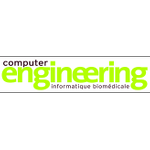 computer
engineering
informatique biomédicale